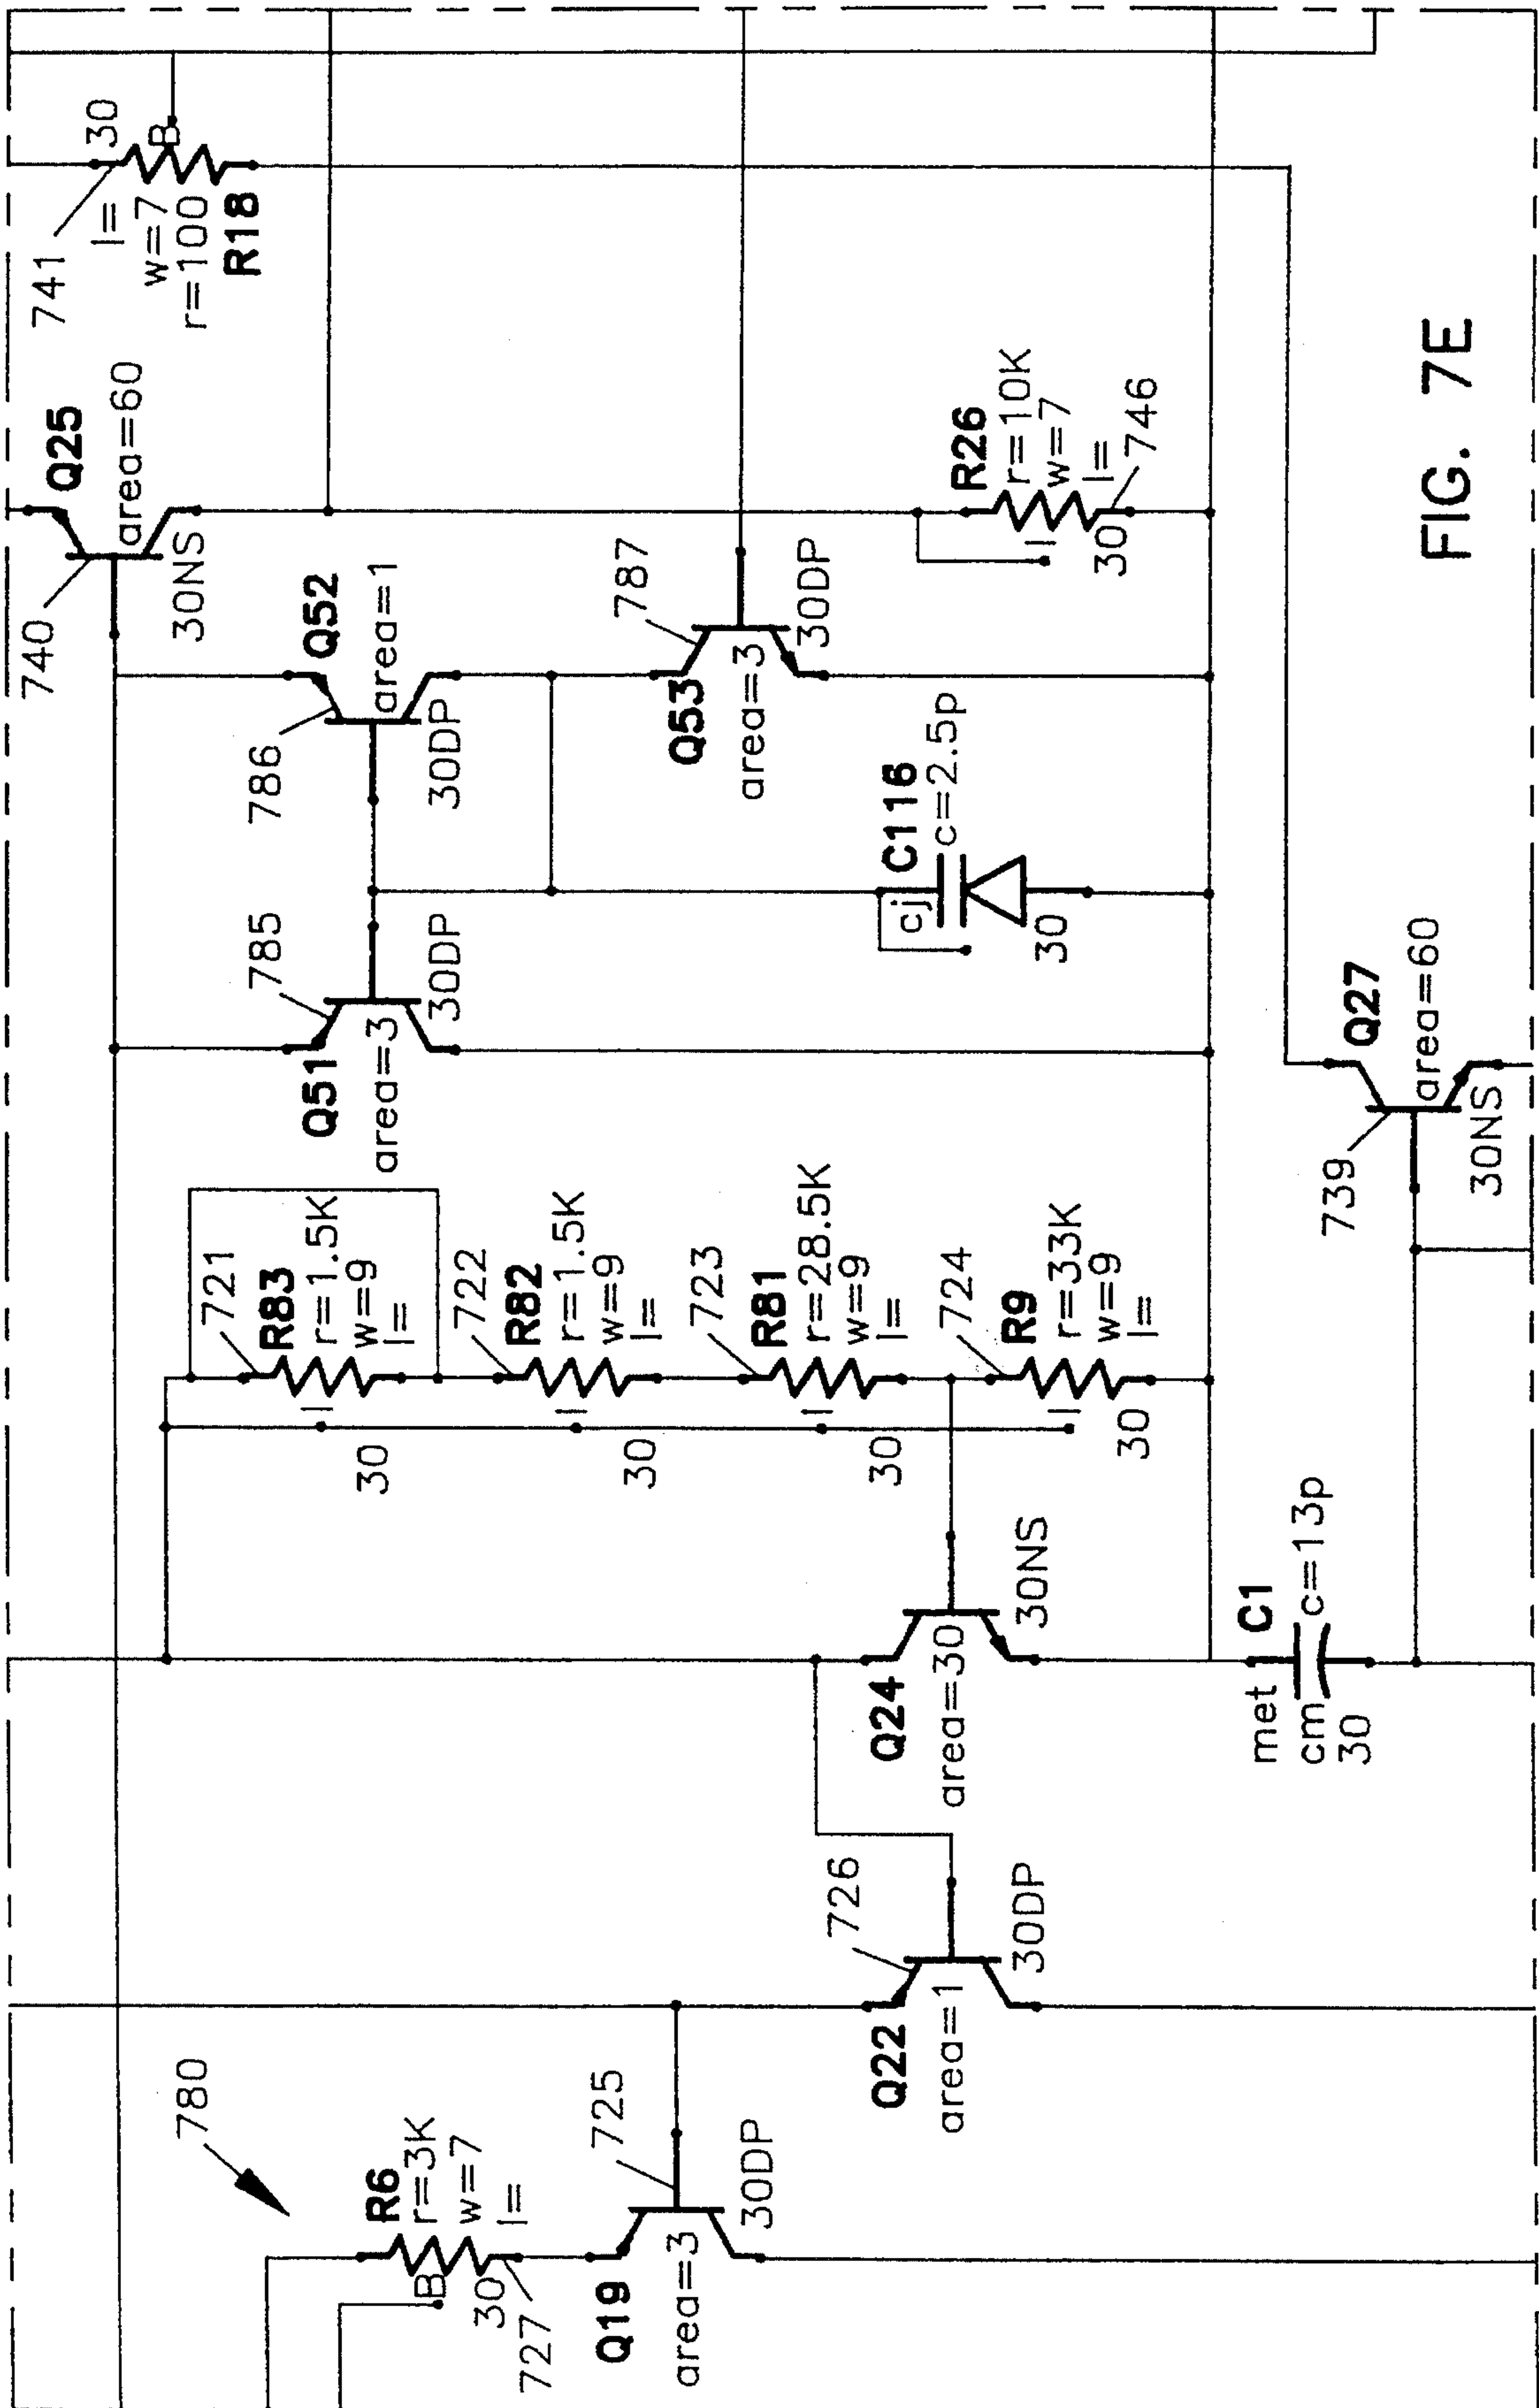 780
R6
r=3K
w=7
l=
B
30
727
Q19
area=3
725
30DP
Q22
area=1
726
30DP
Q24
area=30
30NS
met
C1
cm
c=13p
30
721
R83
r=1.5K
w=9
l=
I
30
722
R82
r=1.5K
w=9
l=
I
30
723
R81
r=28.5K
w=9
l=
I
30
724
R9
r=33K
w=9
l=
I
30
Q51
area=3
785
30DP
786
Q52
area=1
30DP
C116
cj
c=2.5p
30
787
Q53
area=3
30DP
740
Q25
area=60
30NS
R26
r=10K
w=7
l=
I
30
746
741
30
l=
B
w=7
r=100
R18
739
Q27
area=60
30NS
FIG. 7E